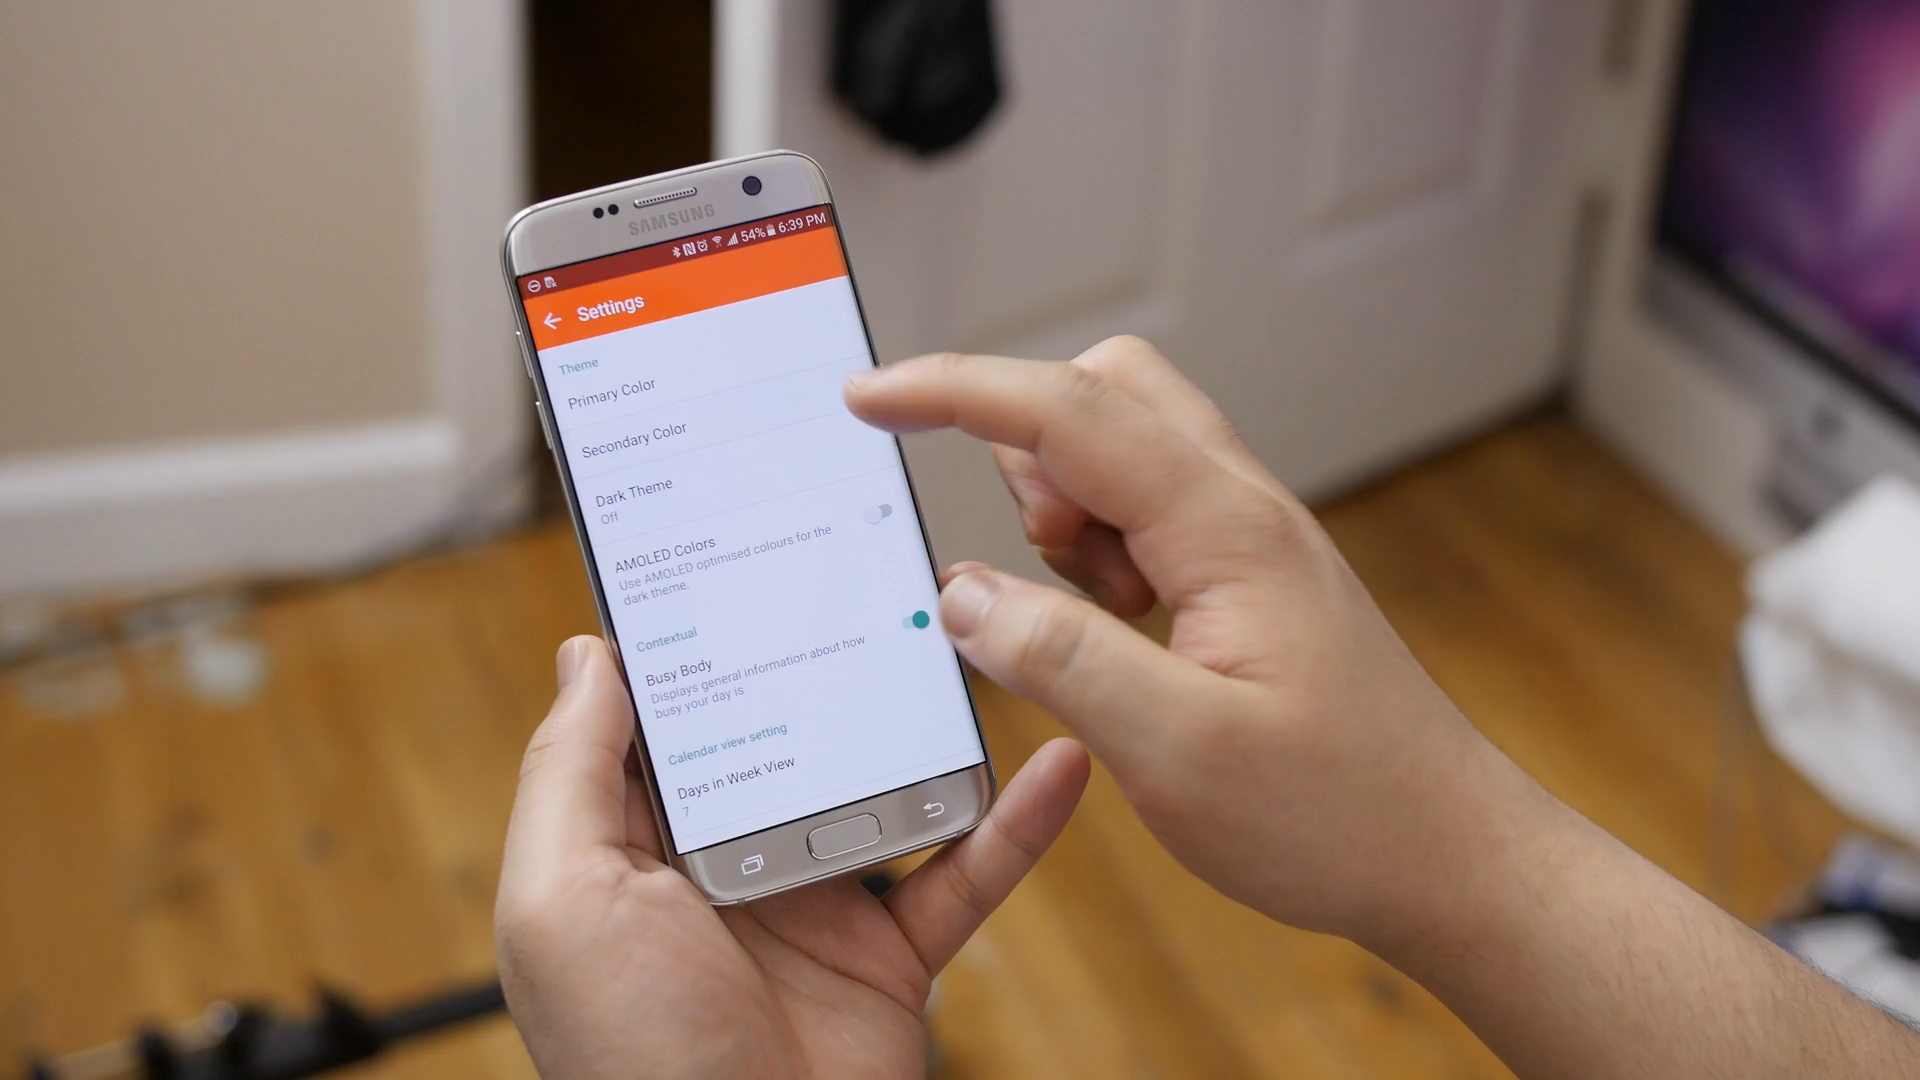 SAMSUNG
54% 6:39 PM
Settings
Theme
Primary Color
Secondary Color
Dark Theme
Off
AMOLED Colors
Use AMOLED optimised colours for the
dark theme.
Contextual
Busy Body
Displays general information about how
busy your day is
Calendar view setting
Days in Week View
7